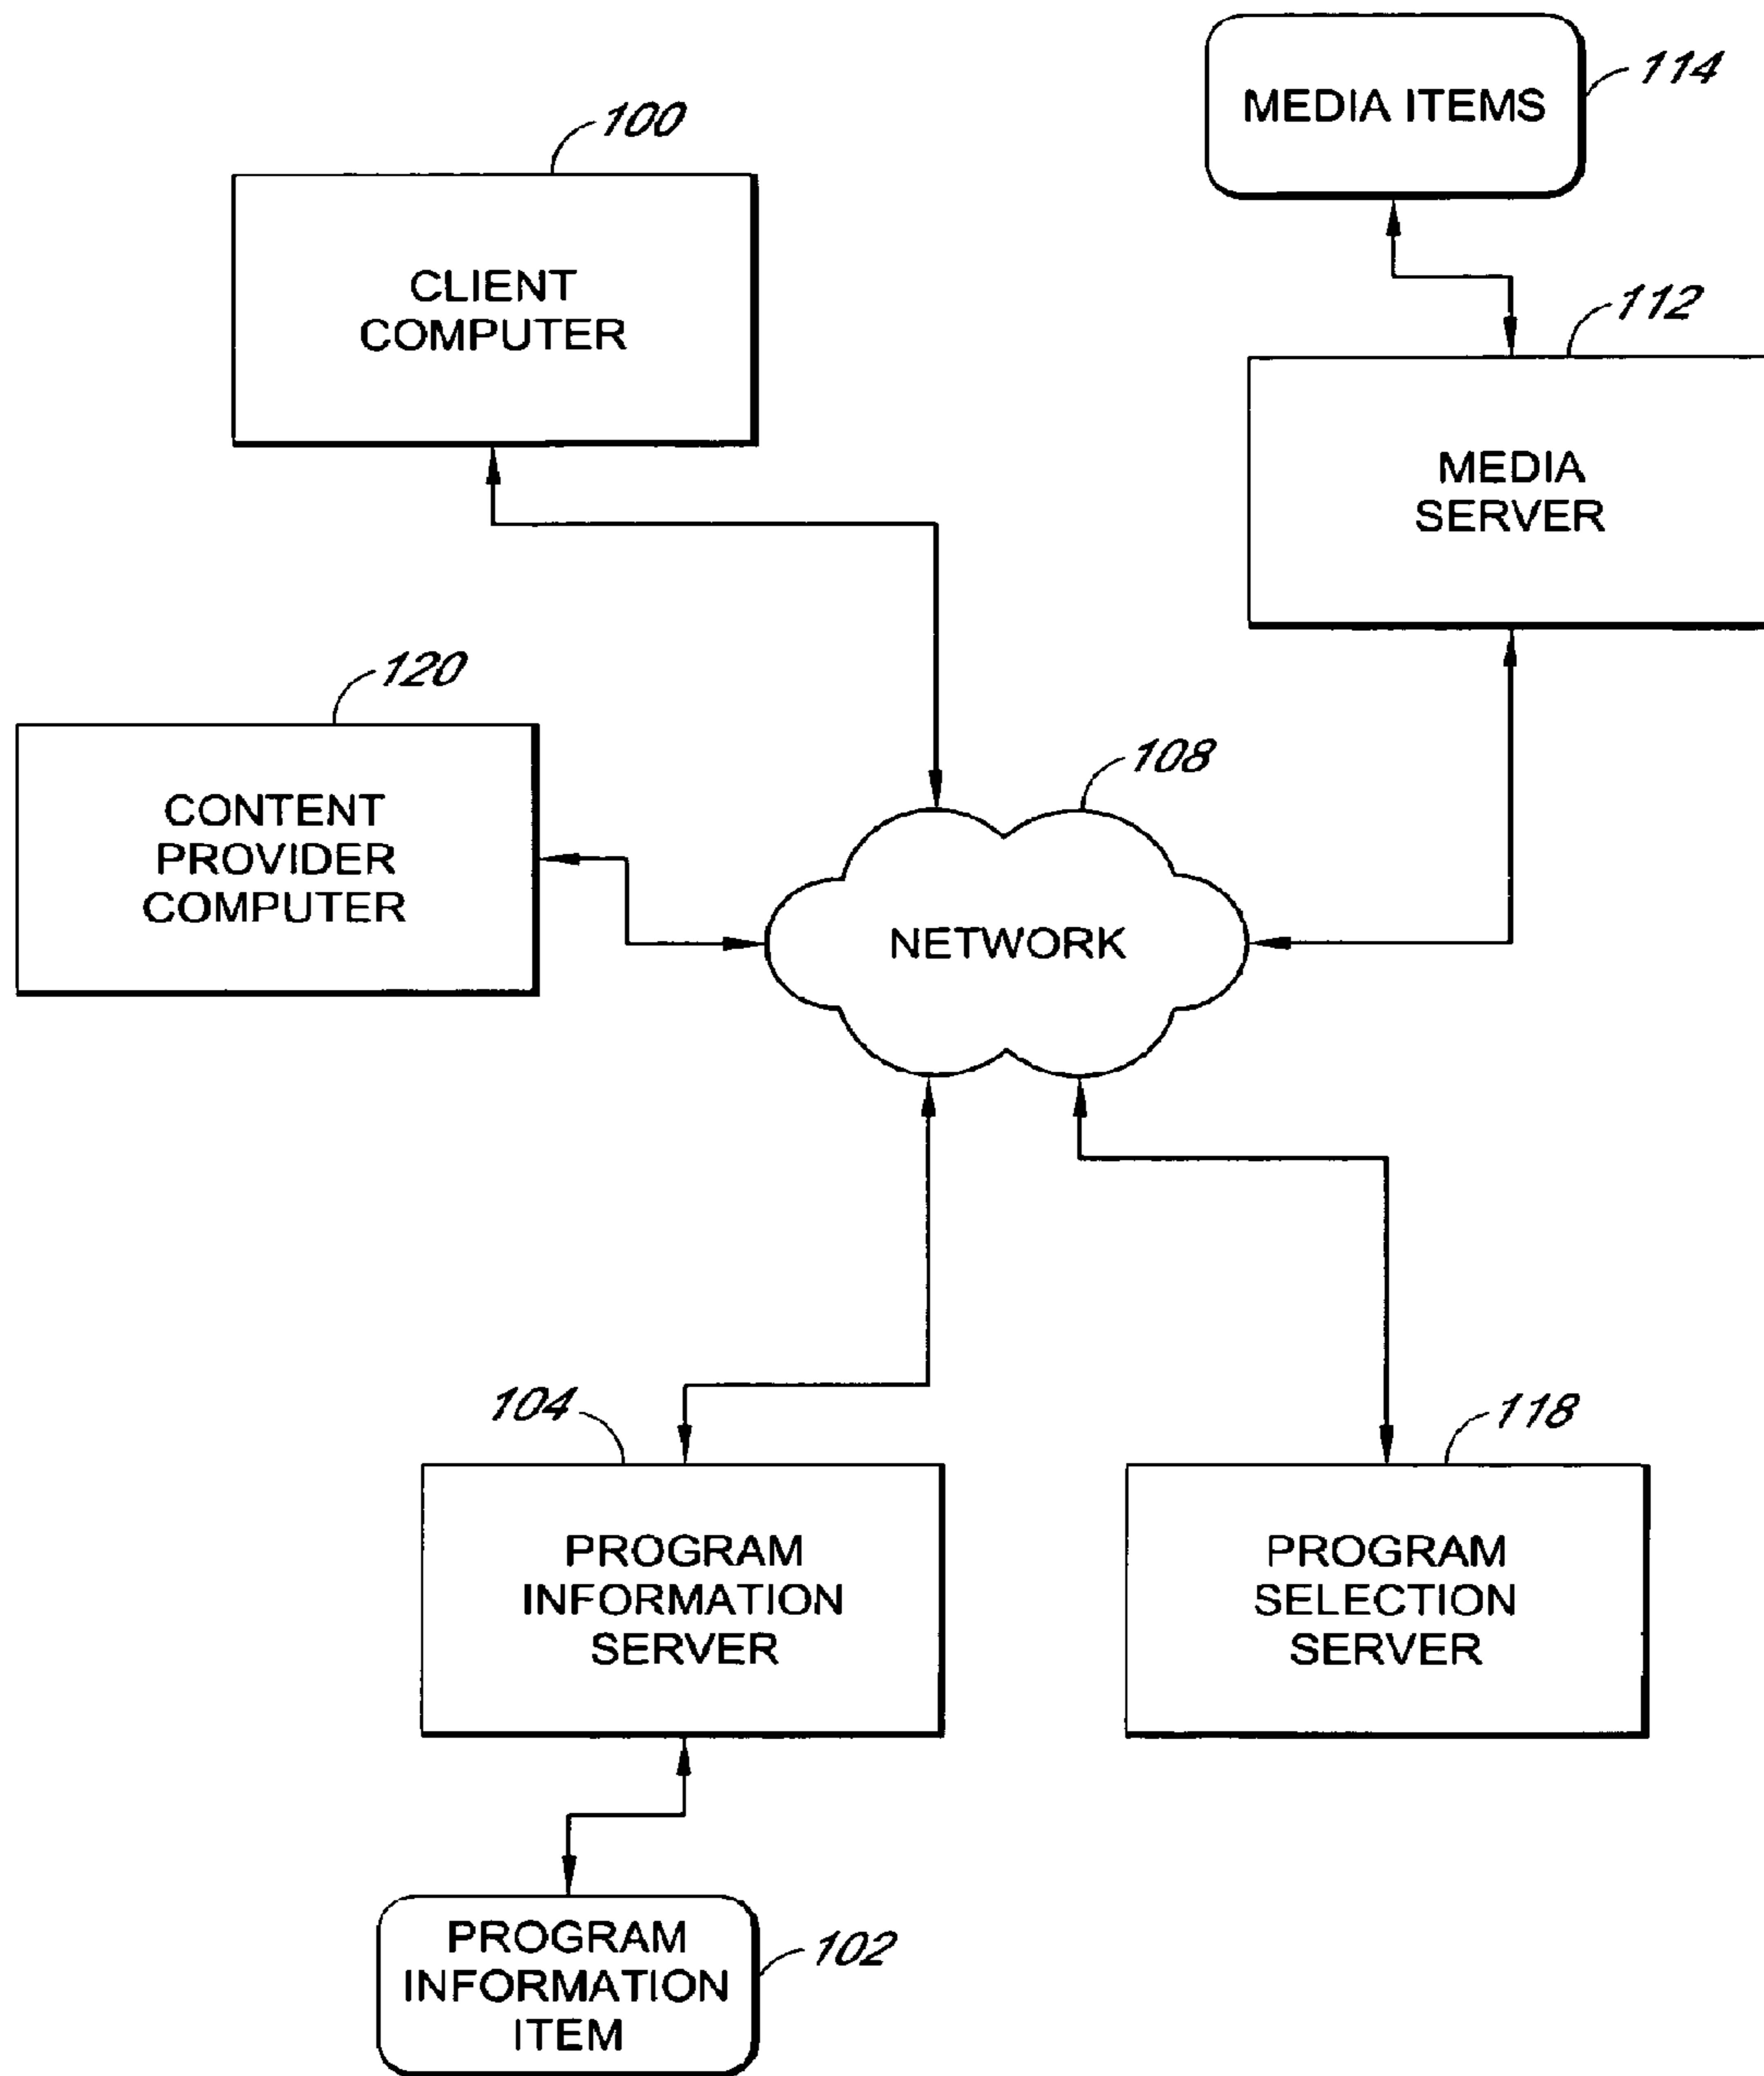 114
MEDIA ITEMS
100
CLIENT
COMPUTER
112
MEDIA
SERVER
120
CONTENT
PROVIDER
COMPUTER
108
NETWORK
104
PROGRAM
INFORMATION
SERVER
118
PROGRAM
SELECTION
SERVER
PROGRAM
INFORMATION
ITEM
102